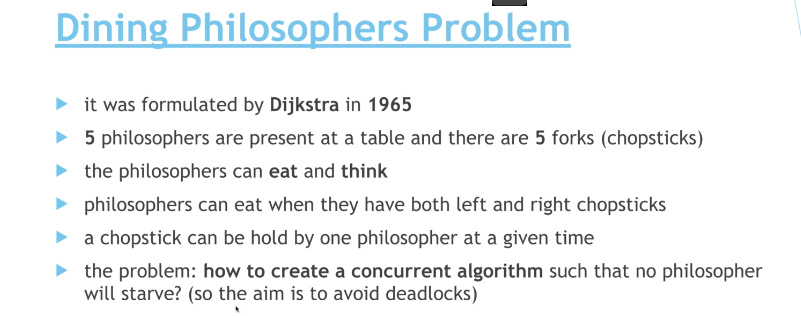 Dining Philosophers Problem
it was formulated by Dijkstra in 1965
5 philosophers are present at a table and there are 5 forks (chopsticks)
the philosophers can eat and think
philosophers can eat when they have both left and right chopsticks
a chopstick can be hold by one philosopher at a given time
the problem: how to create a concurrent algorithm such that no philosopher
will starve? (so the aim is to avoid deadlocks)